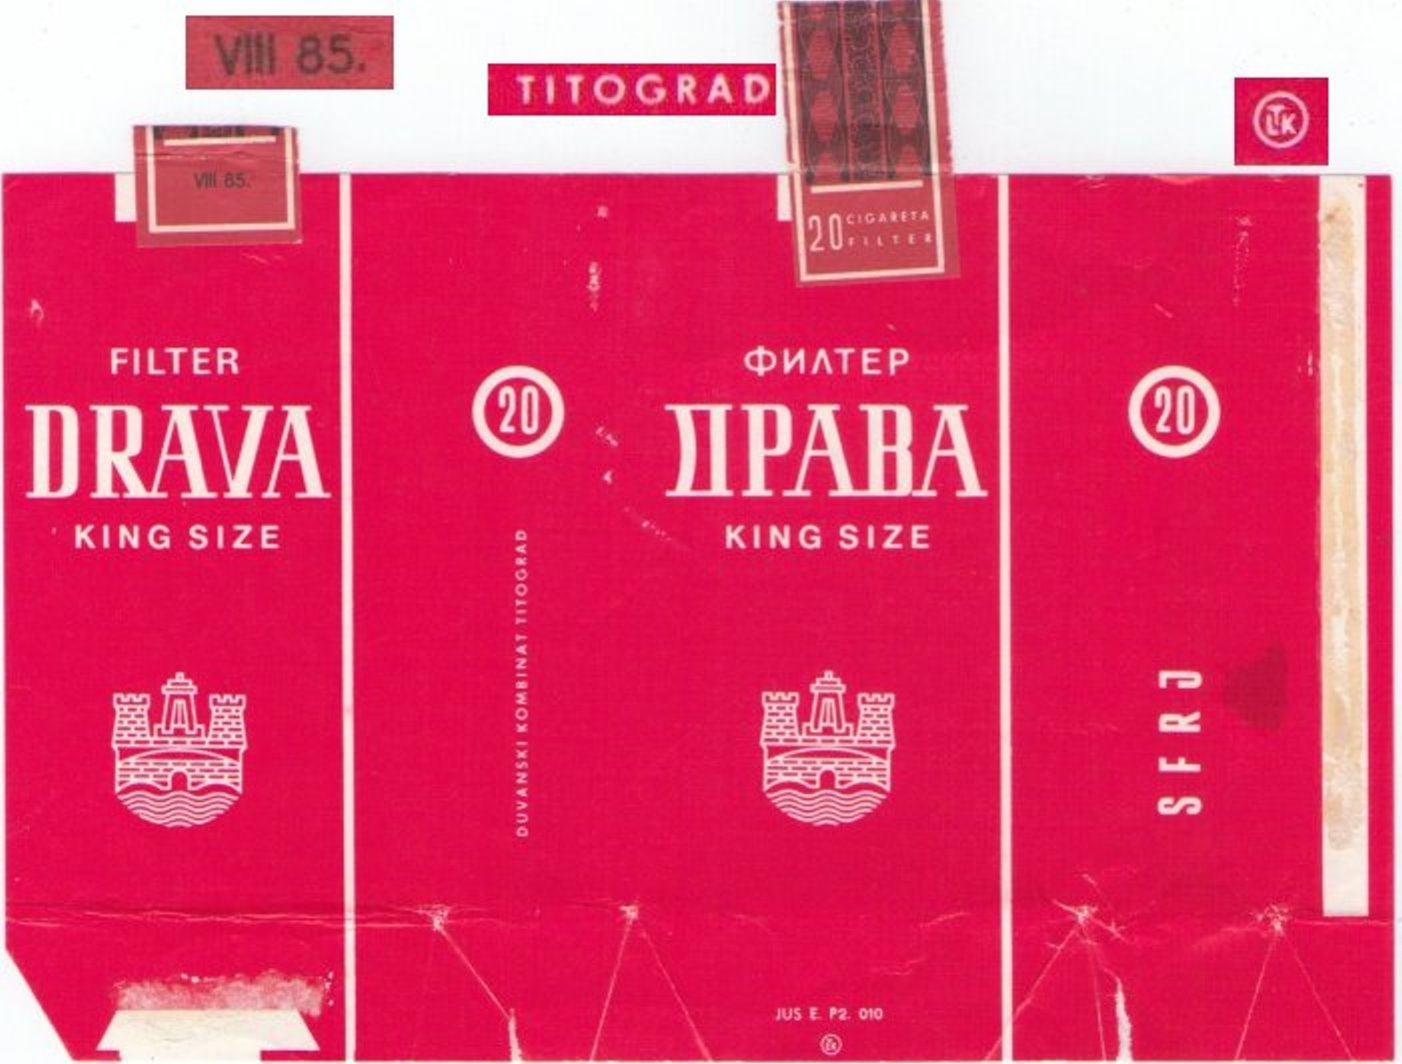 VIII 85.
TITOGRAD
VIII 85.
20 CIGARETA
FILTER
FILTER
DRAVA
KING SIZE
20
DUVANSKI KOMBINAT TITOGRAD
ФИЛТЕР
ДРАВА
KING SIZE
JUS E. P2. 010
20
SFRJ